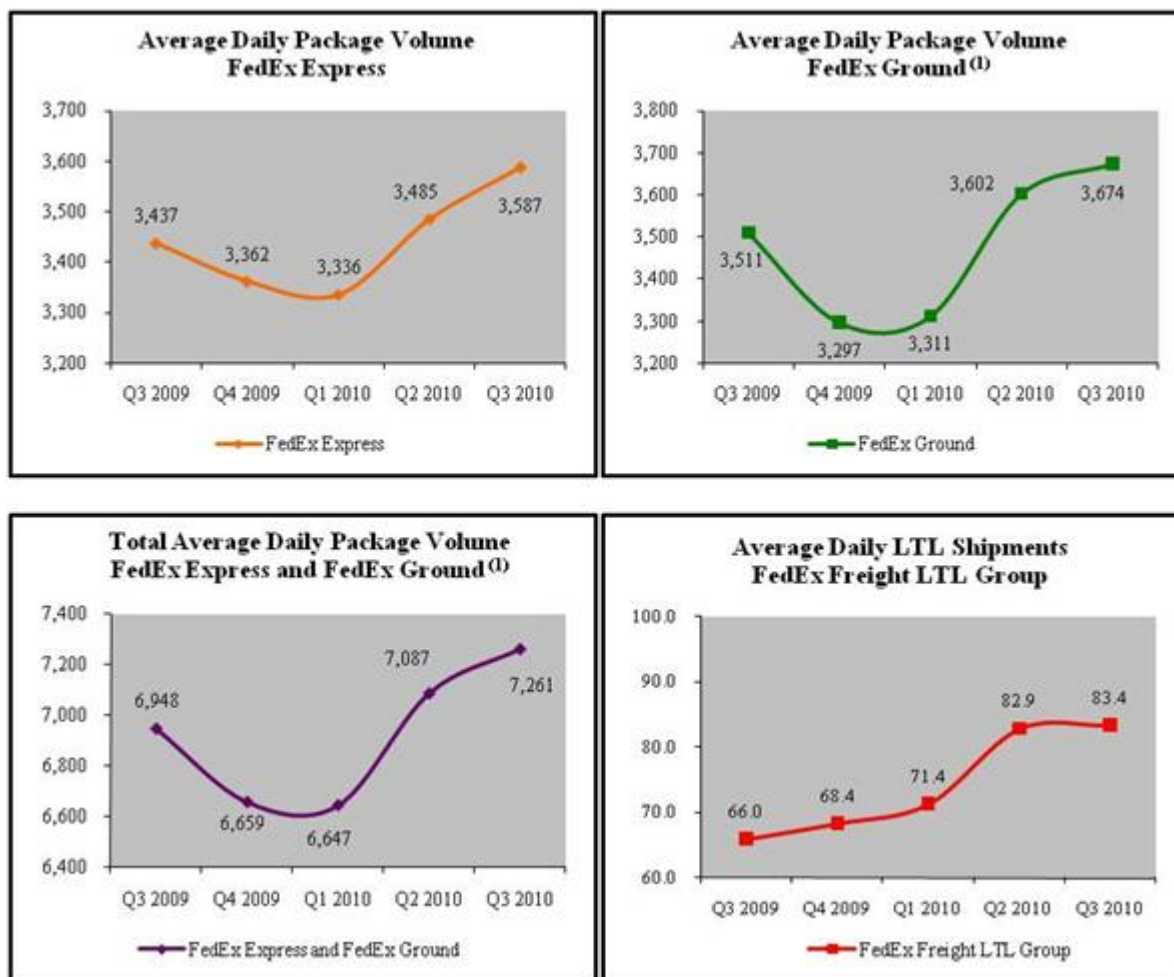 Average Daily Package Volume
FedEx Express
3,700
3,600
3,500
3,400
3,300
3,200
3,437
3,362
3,336
3,485
3,587
Q3 2009 Q4 2009 Q1 2010 Q2 2010 Q3 2010
FedEx Express
Average Daily Package Volume
FedEx Ground (1)
3,800
3,700
3,600
3,500
3,400
3,300
3,200
3,511
3,297
3,311
3,602
3,674
Q3 2009 Q4 2009 Q1 2010 Q2 2010 Q3 2010
FedEx Ground
Total Average Daily Package Volume
FedEx Express and FedEx Ground (1)
7,400
7,200
7,000
6,800
6,600
6,400
6,948
6,659
6,647
7,087
7,261
Q3 2009 Q4 2009 Q1 2010 Q2 2010 Q3 2010
FedEx Express and FedEx Ground
Average Daily LTL Shipments
FedEx Freight LTL Group
100.0
90.0
80.0
70.0
60.0
66.0
68.4
71.4
82.9
83.4
Q3 2009 Q4 2009 Q1 2010 Q2 2010 Q3 2010
FedEx Freight LTL Group